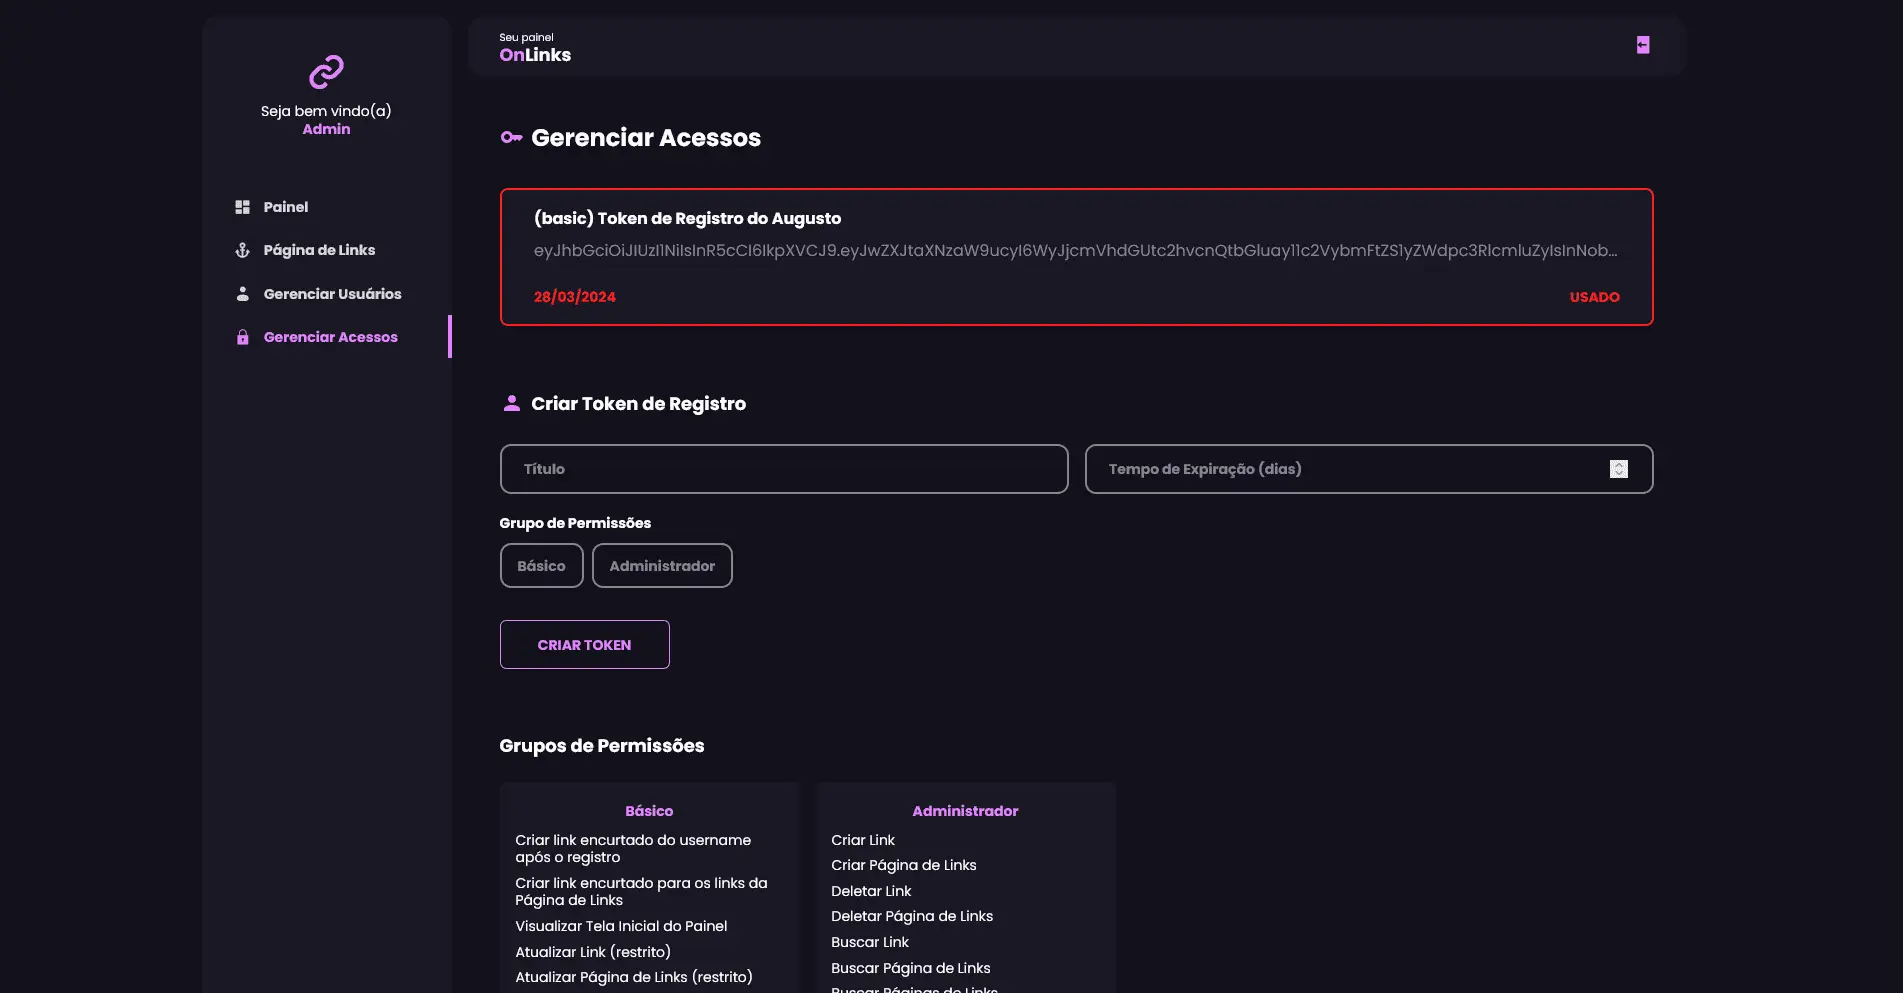 Seja bem vindo(a)
Admin
Painel
Página de Links
Gerenciar Usuários
Gerenciar Acessos
Seu painel
OnLinks
Gerenciar Acessos
(basic) Token de Registro do Augusto
eyJhbGciOiJIUzI1NiIsInR5cCI6IkpXVCJ9.eyJwZXJtaXNzaW9ucyI6WyJjcmVhdGUtc2hvcnQtbGluay11c2VybmFtZS1yZWdpc3RlcmluZyIsInNob...
28/03/2024
USADO
Criar Token de Registro
Título
Tempo de Expiração (dias)
Grupo de Permissões
Básico
Administrador
CRIAR TOKEN
Grupos de Permissões
Básico
Criar link encurtado do username
após o registro
Criar link encurtado para os links da
Página de Links
Visualizar Tela Inicial do Painel
Atualizar Link (restrito)
Atualizar Página de Links (restrito)
Administrador
Criar Link
Criar Página de Links
Deletar Link
Deletar Página de Links
Buscar Link
Buscar Página de Links
Buscar Páginas de Links